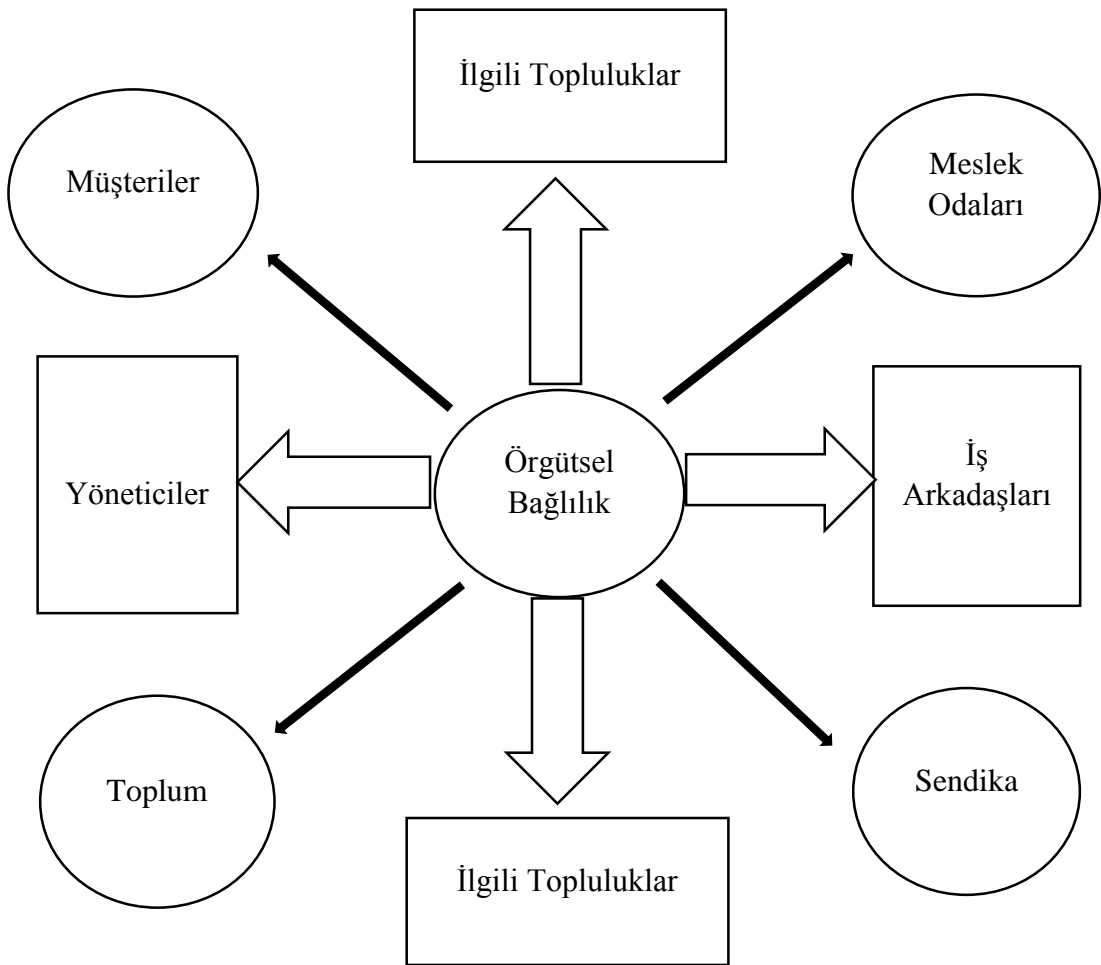 İlgili Topluluklar
Müşteriler
Meslek
Odaları
Yöneticiler
Örgütsel
Bağlılık
İş
Arkadaşları
Toplum
Sendika
İlgili Topluluklar